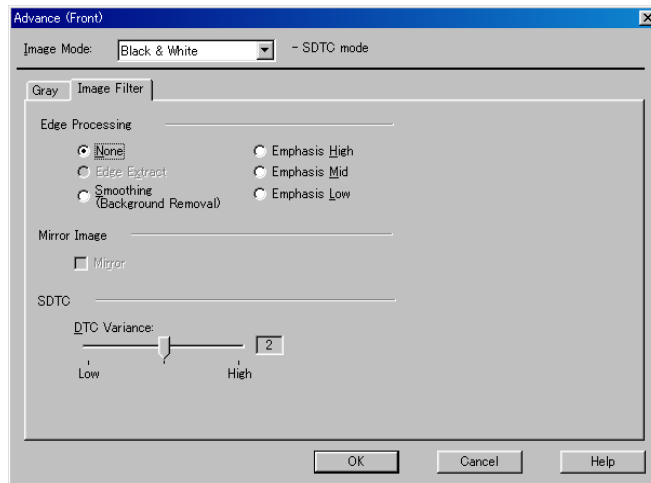 Advance (Front)
Image Mode: Black & White - SDTC mode
Gray Image Filter
Edge Processing
None Emphasis High
Edge Extract Emphasis Mid
Smoothing
(Background Removal) Emphasis Low
Mirror Image
Mirror
SDTC
DTC Variance:
2
Low High
OK Cancel Help